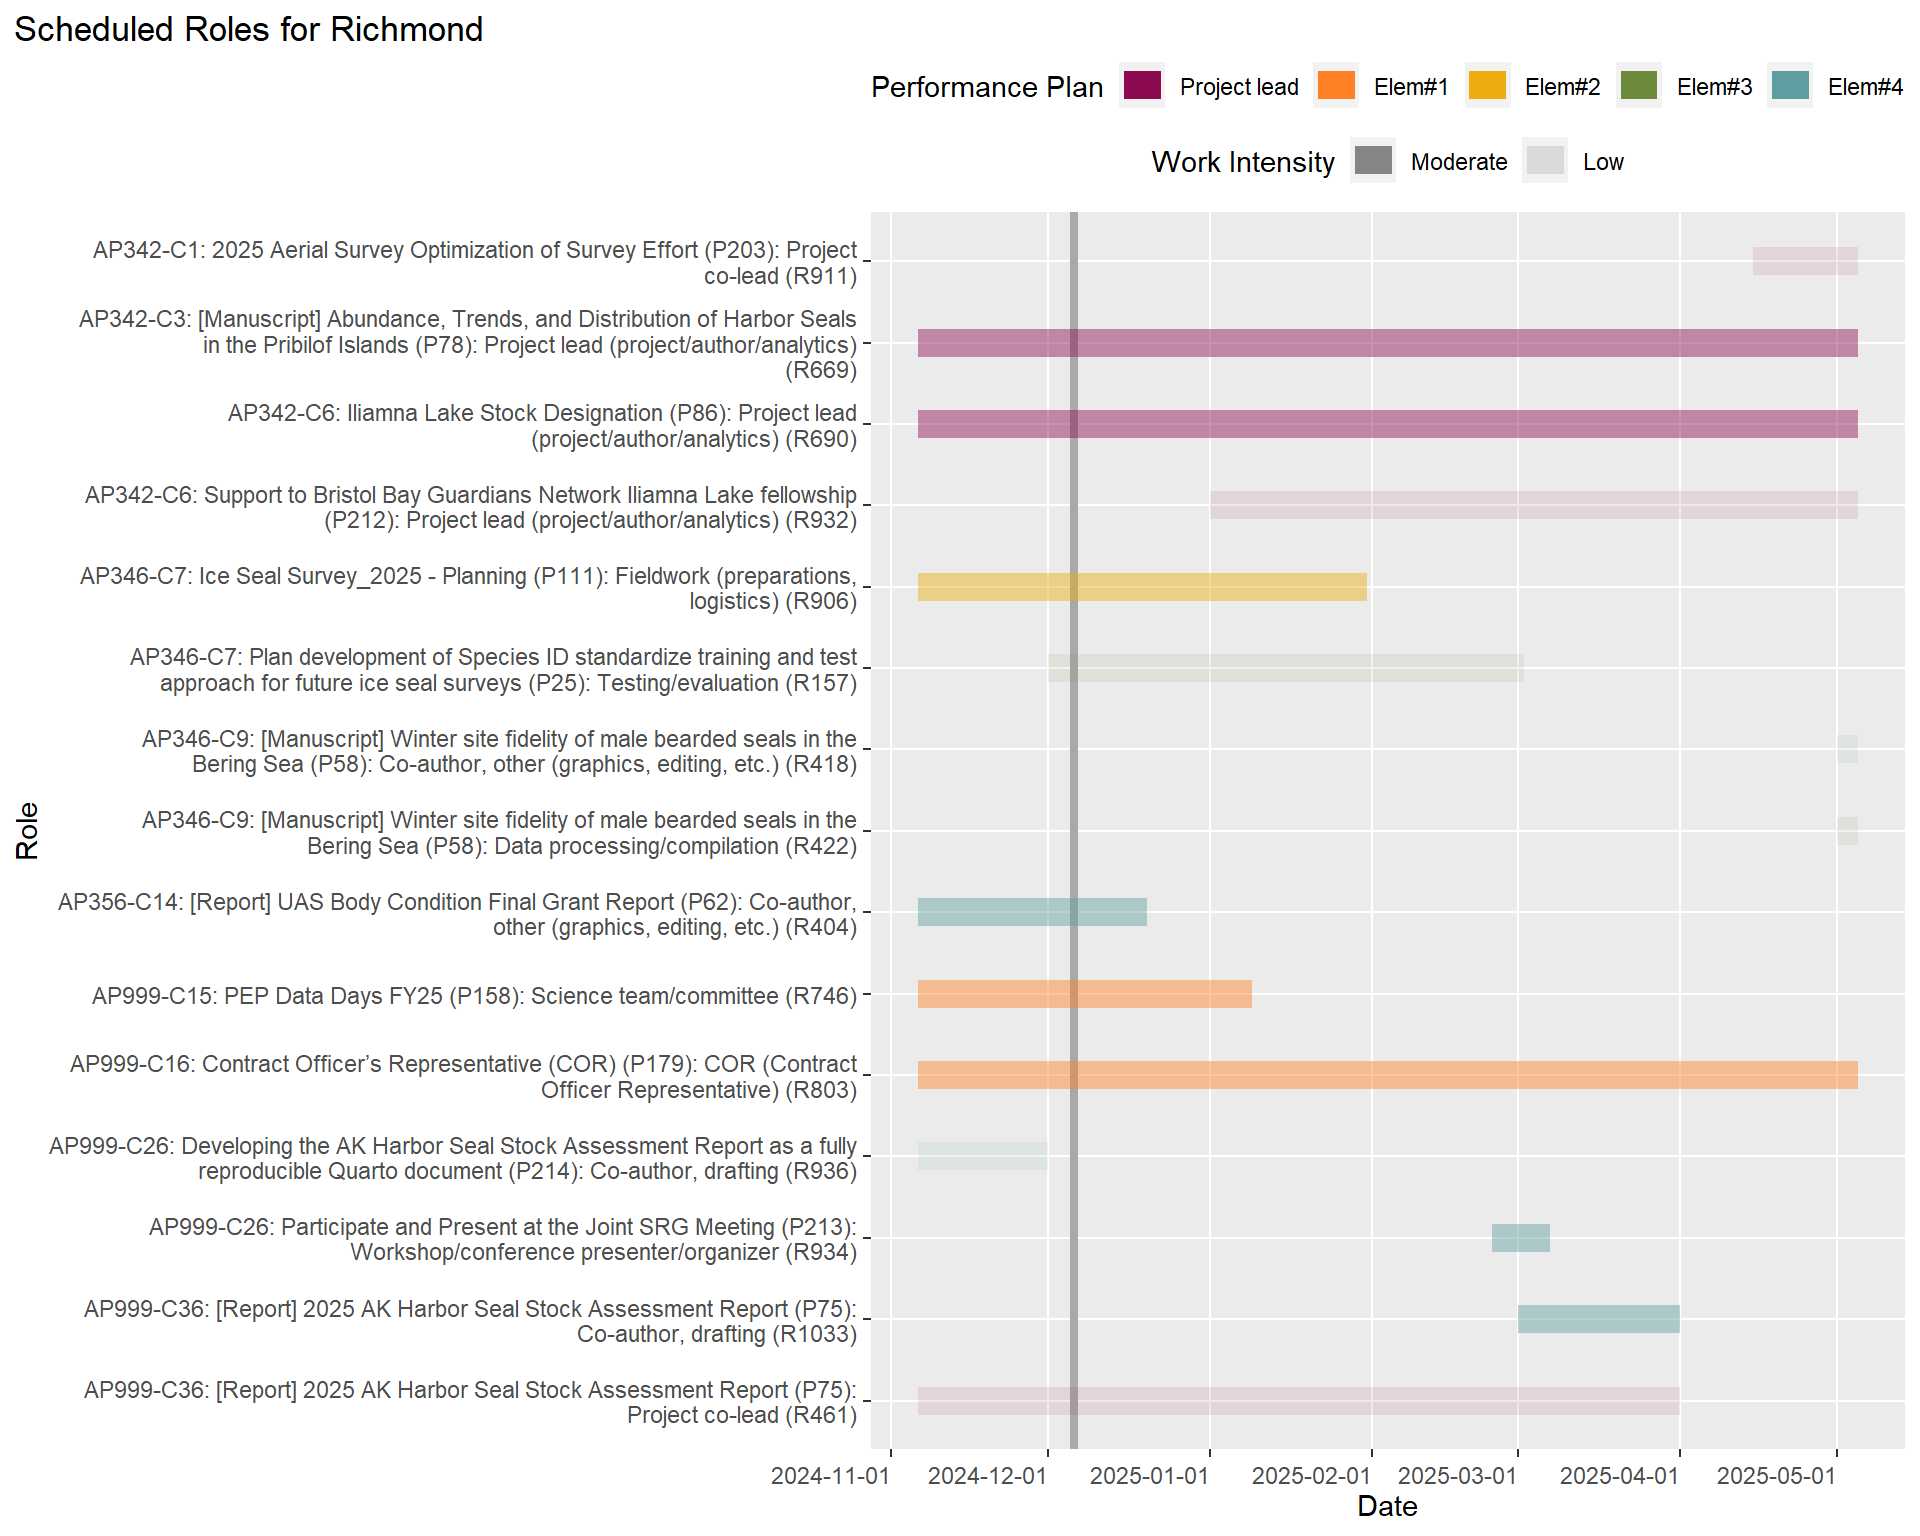 Scheduled Roles for Richmond
Performance Plan Project lead Elem#1 Elem#2 Elem#3 Elem#4
Work Intensity Moderate Low
AP342-C1: 2025 Aerial Survey Optimization of Survey Effort (P203): Project
co-lead (R911)
AP342-C3: [Manuscript] Abundance, Trends, and Distribution of Harbor Seals
in the Pribilof Islands (P78): Project lead (project/author/analytics)
(R669)
AP342-C6: Iliamna Lake Stock Designation (P86): Project lead
(project/author/analytics) (R690)
AP342-C6: Support to Bristol Bay Guardians Network Iliamna Lake fellowship
(P212): Project lead (project/author/analytics) (R932)
AP346-C7: Ice Seal Survey_2025 - Planning (P111): Fieldwork (preparations,
logistics) (R906)
AP346-C7: Plan development of Species ID standardize training and test
approach for future ice seal surveys (P25): Testing/evaluation (R157)
AP346-C9: [Manuscript] Winter site fidelity of male bearded seals in the
Bering Sea (P58): Co-author, other (graphics, editing, etc.) (R418)
AP346-C9: [Manuscript] Winter site fidelity of male bearded seals in the
Bering Sea (P58): Data processing/compilation (R422)
AP356-C14: [Report] UAS Body Condition Final Grant Report (P62): Co-author,
other (graphics, editing, etc.) (R404)
AP999-C15: PEP Data Days FY25 (P158): Science team/committee (R746)
AP999-C16: Contract Officer’s Representative (COR) (P179): COR (Contract
Officer Representative) (R803)
AP999-C26: Developing the AK Harbor Seal Stock Assessment Report as a fully
reproducible Quarto document (P214): Co-author, drafting (R936)
AP999-C26: Participate and Present at the Joint SRG Meeting (P213):
Workshop/conference presenter/organizer (R934)
AP999-C36: [Report] 2025 AK Harbor Seal Stock Assessment Report (P75):
Co-author, drafting (R1033)
AP999-C36: [Report] 2025 AK Harbor Seal Stock Assessment Report (P75):
Project co-lead (R461)
Role
2024-11-01 2024-12-01 2025-01-01 2025-02-01 2025-03-01 2025-04-01 2025-05-01
Date